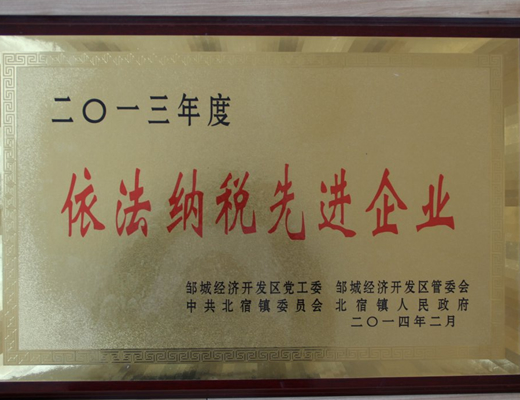 二〇一三年度
依法纳税先进企业
邹城经济开发区党工委 邹城经济开发区管委会
中共北宿镇委员会 北宿镇人民政府
二〇一四年二月